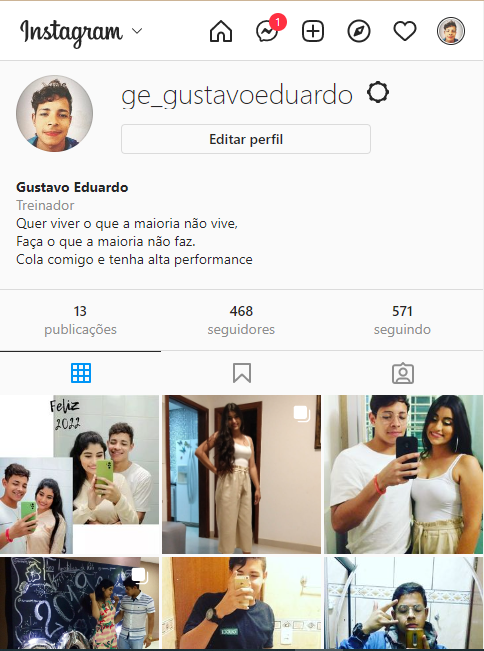 Instagram
1
ge_gustavoeduardo
Editar perfil
Gustavo Eduardo
Treinador
Quer viver o que a maioria não vive,
Faça o que a maioria não faz.
Cola comigo e tenha alta performance
13
publicações
468
seguidores
571
seguindo
Feliz
2022
2019